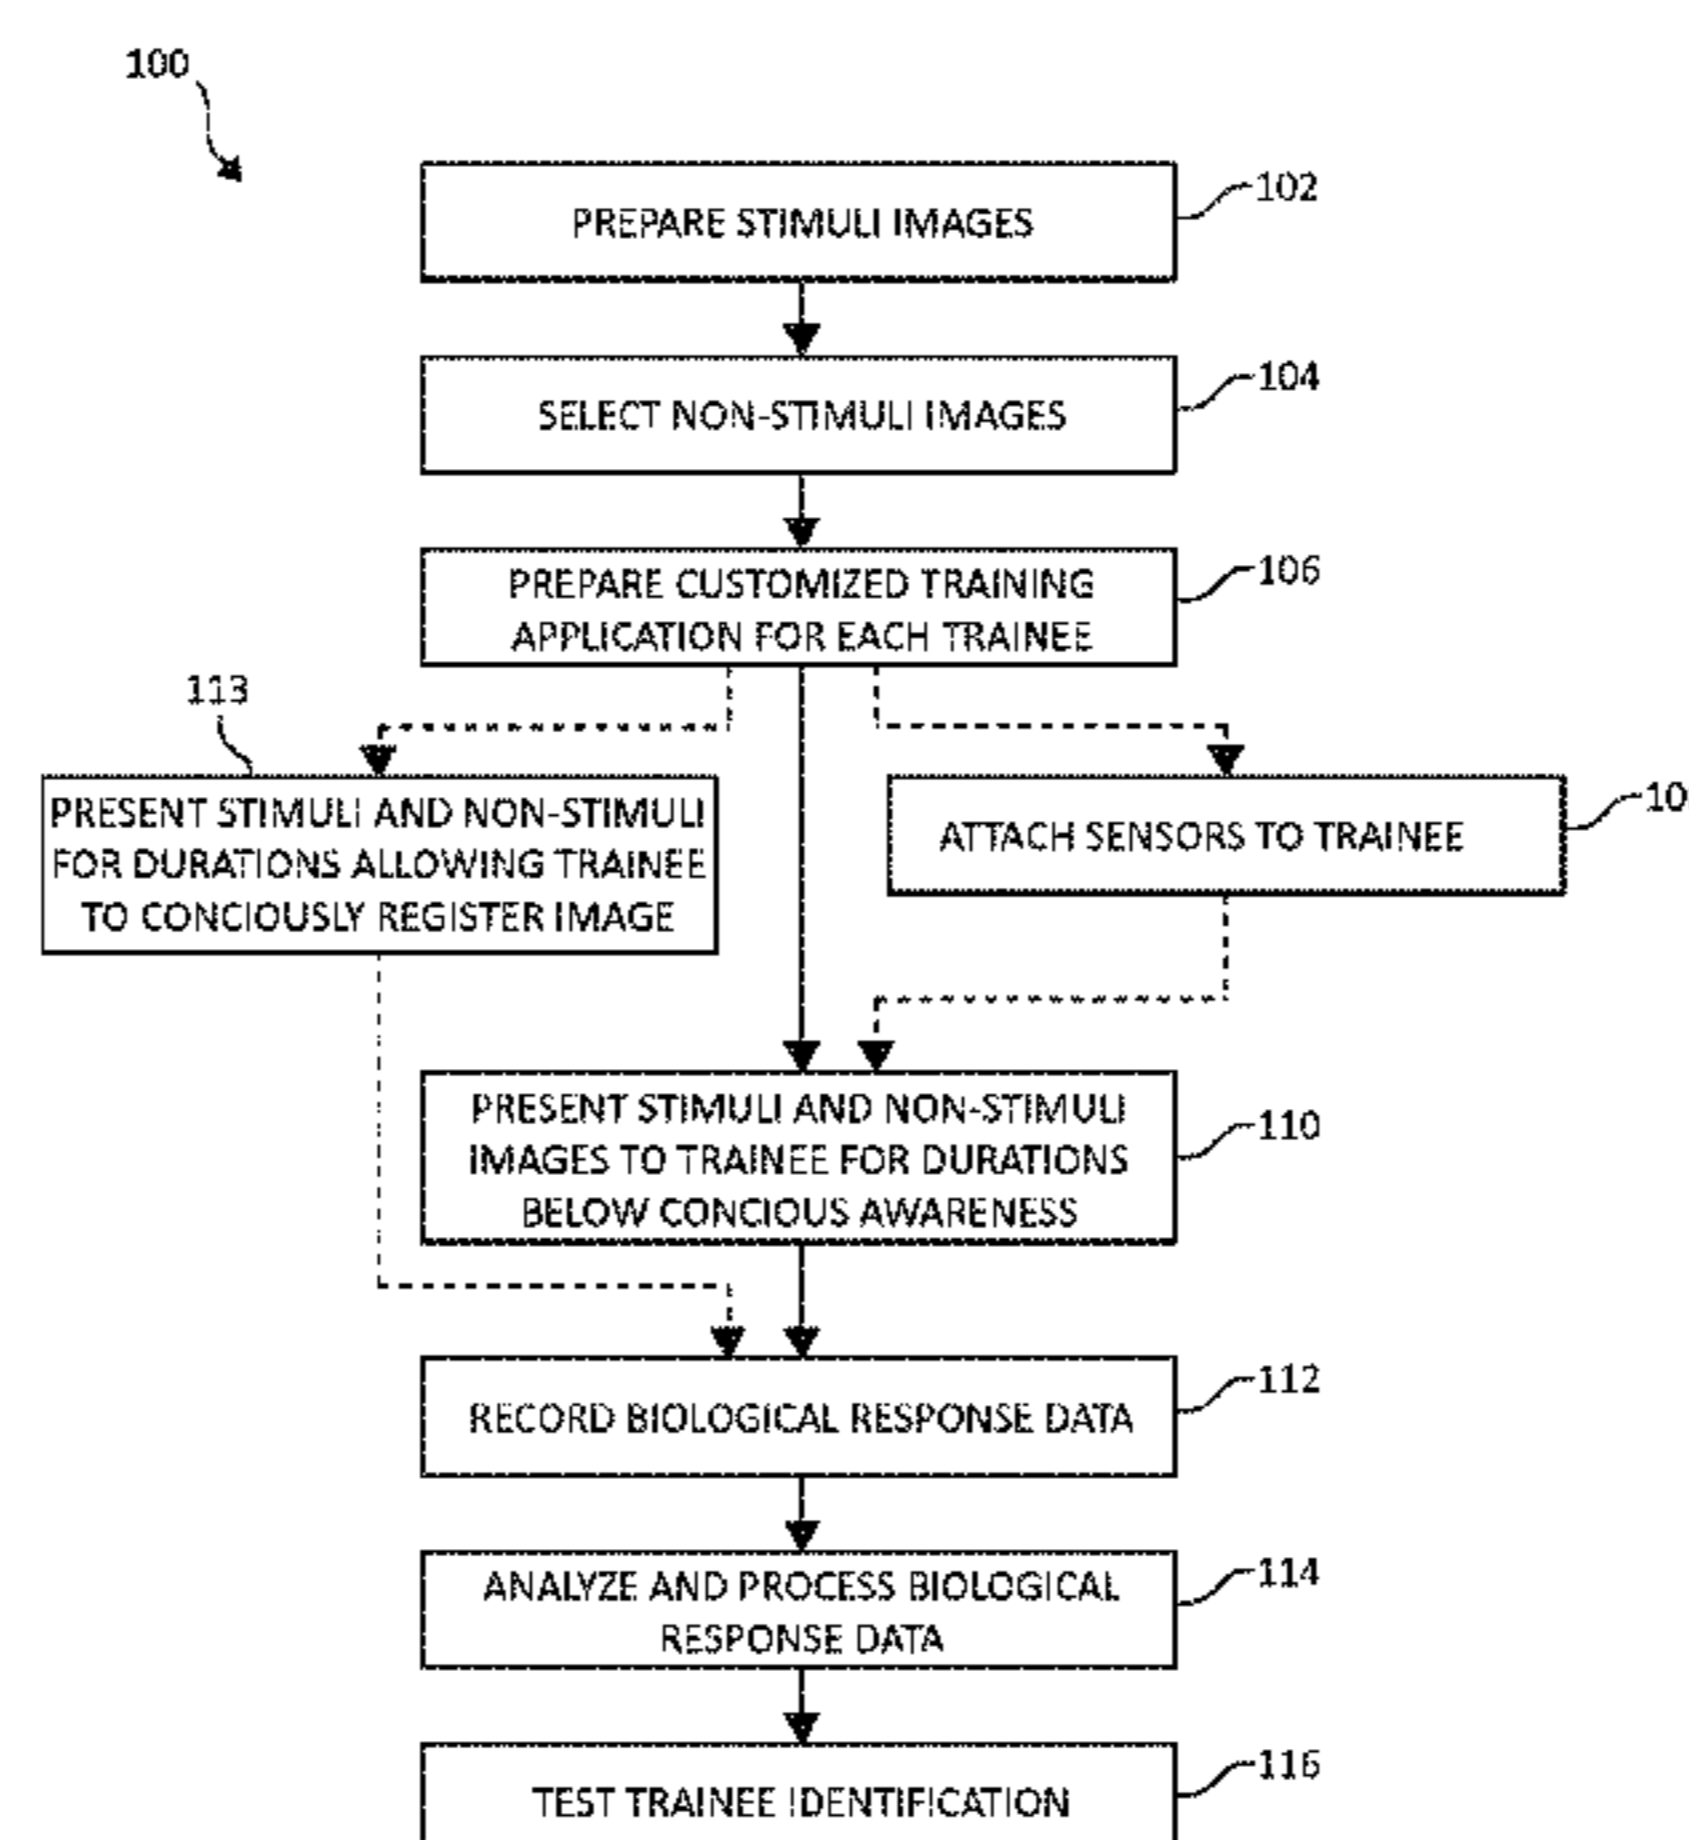 100
PREPARE STIMULI IMAGES
102
SELECT NON-STIMULI IMAGES
104
PREPARE CUSTOMIZED TRAINING
APPLICATION FOR EACH TRAINEE
106
113
PRESENT STIMULI AND NON-STIMULI
FOR DURATIONS ALLOWING TRAINEE
TO CONCIOUSLY REGISTER IMAGE
ATTACH SENSORS TO TRAINEE
10
PRESENT STIMULI AND NON-STIMULI
IMAGES TO TRAINEE FOR DURATIONS
BELOW CONCIOUS AWARENESS
110
RECORD BIOLOGICAL RESPONSE DATA
112
ANALYZE AND PROCESS BIOLOGICAL
RESPONSE DATA
114
TEST TRAINEE IDENTIFICATION
116